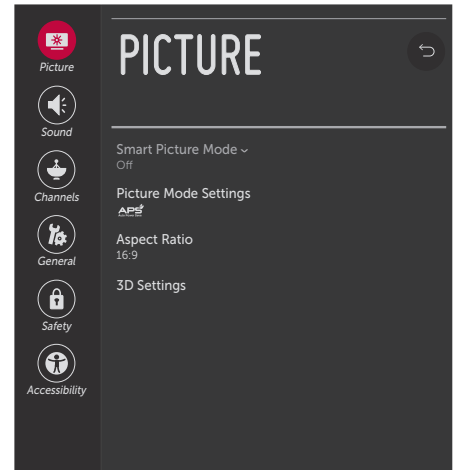 Picture
Sound
Channels
General
Safety
Accessibility
PICTURE
Smart Picture Mode
Off
Picture Mode Settings
APS
Aspect Ratio
16:9
3D Settings